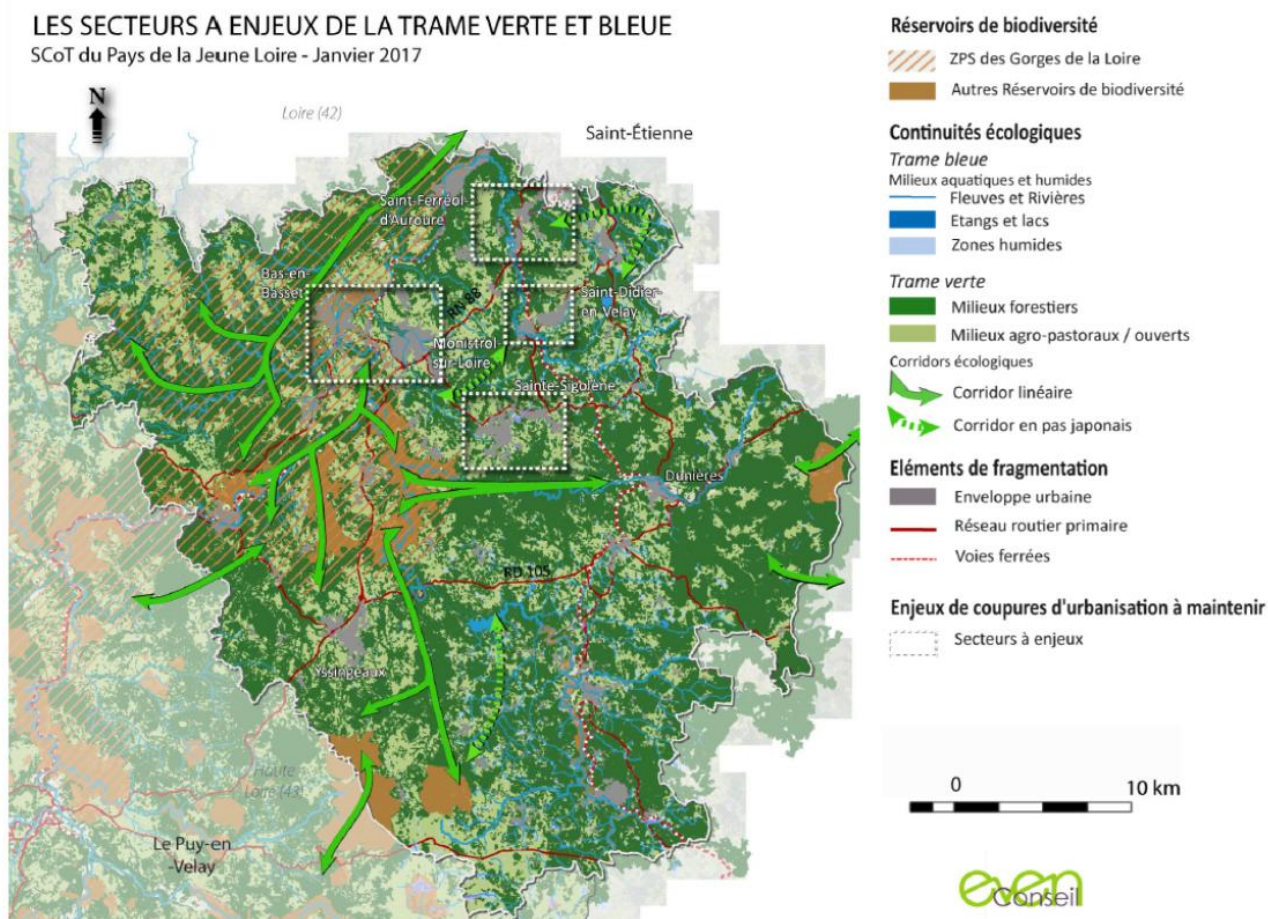 LES SECTEURS A ENJEUX DE LA TRAME VERTE ET BLEUE
SCoT du Pays de la Jeune Loire - Janvier 2017
N
Loire (42)
Saint-Étienne
Saint-Ferréol-
d'Auroure
Bas-en-
Basset
RN 88
Saint-Didier-
en-Velay
Monistrol-
sur-Loire
Sainte-Sigolène
Dunières
RD 105
Yssingeaux
Haute
Loire (43)
Le Puy-en
-Velay
Réservoirs de biodiversité
ZPS des Gorges de la Loire
Autres Réservoirs de biodiversité
Continuités écologiques
Trame bleue
Milieux aquatiques et humides
Fleuves et Rivières
Etangs et lacs
Zones humides
Trame verte
Milieux forestiers
Milieux agro-pastoraux / ouverts
Corridors écologiques
Corridor linéaire
Corridor en pas japonais
Eléments de fragmentation
Enveloppe urbaine
Réseau routier primaire
Voies ferrées
Enjeux de coupures d'urbanisation à maintenir
Secteurs à enjeux
0 10 km
even
Conseil